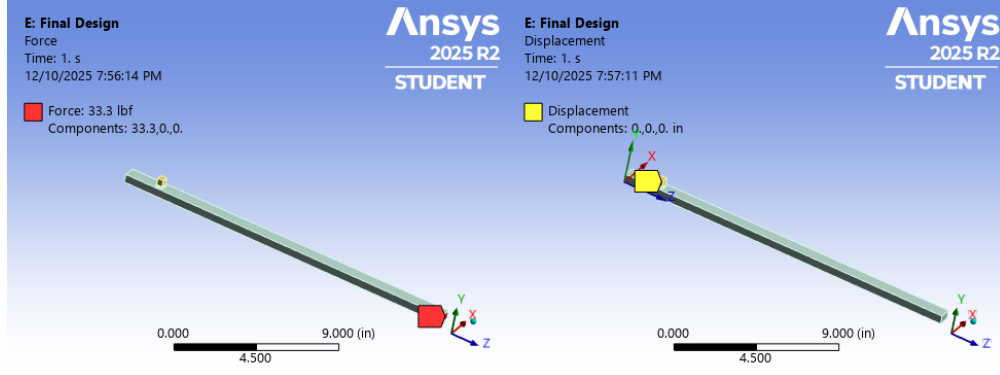 E: Final Design
Force
Time: 1. s
12/10/2025 7:56:14 PM
Force: 33.3 lbf
Components: 33.3,0.,0.
Ansys
2025 R2
STUDENT
0.000
9.000 (in)
4.500
Y
X
Z
E: Final Design
Displacement
Time: 1. s
12/10/2025 7:57:11 PM
Displacement
Components: 0.,0.,0. in
Ansys
2025 R2
STUDENT
Y
X
Z
0.000
9.000 (in)
4.500
Y
X
Z